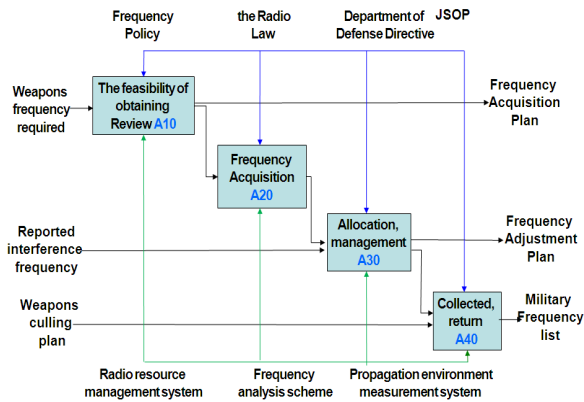 Frequency
Policy
the Radio
Law
Department of
Defense Directive
JSOP
Weapons
frequency
required
The feasibility of
obtaining
Review A10
Frequency
Acquisition
Plan
Frequency
Acquisition
A20
Reported
interference
frequency
Allocation,
management
A30
Frequency
Adjustment
Plan
Weapons
culling
plan
Collected,
return
A40
Military
Frequency
list
Radio resource
management system
Frequency
analysis scheme
Propagation environment
measurement system